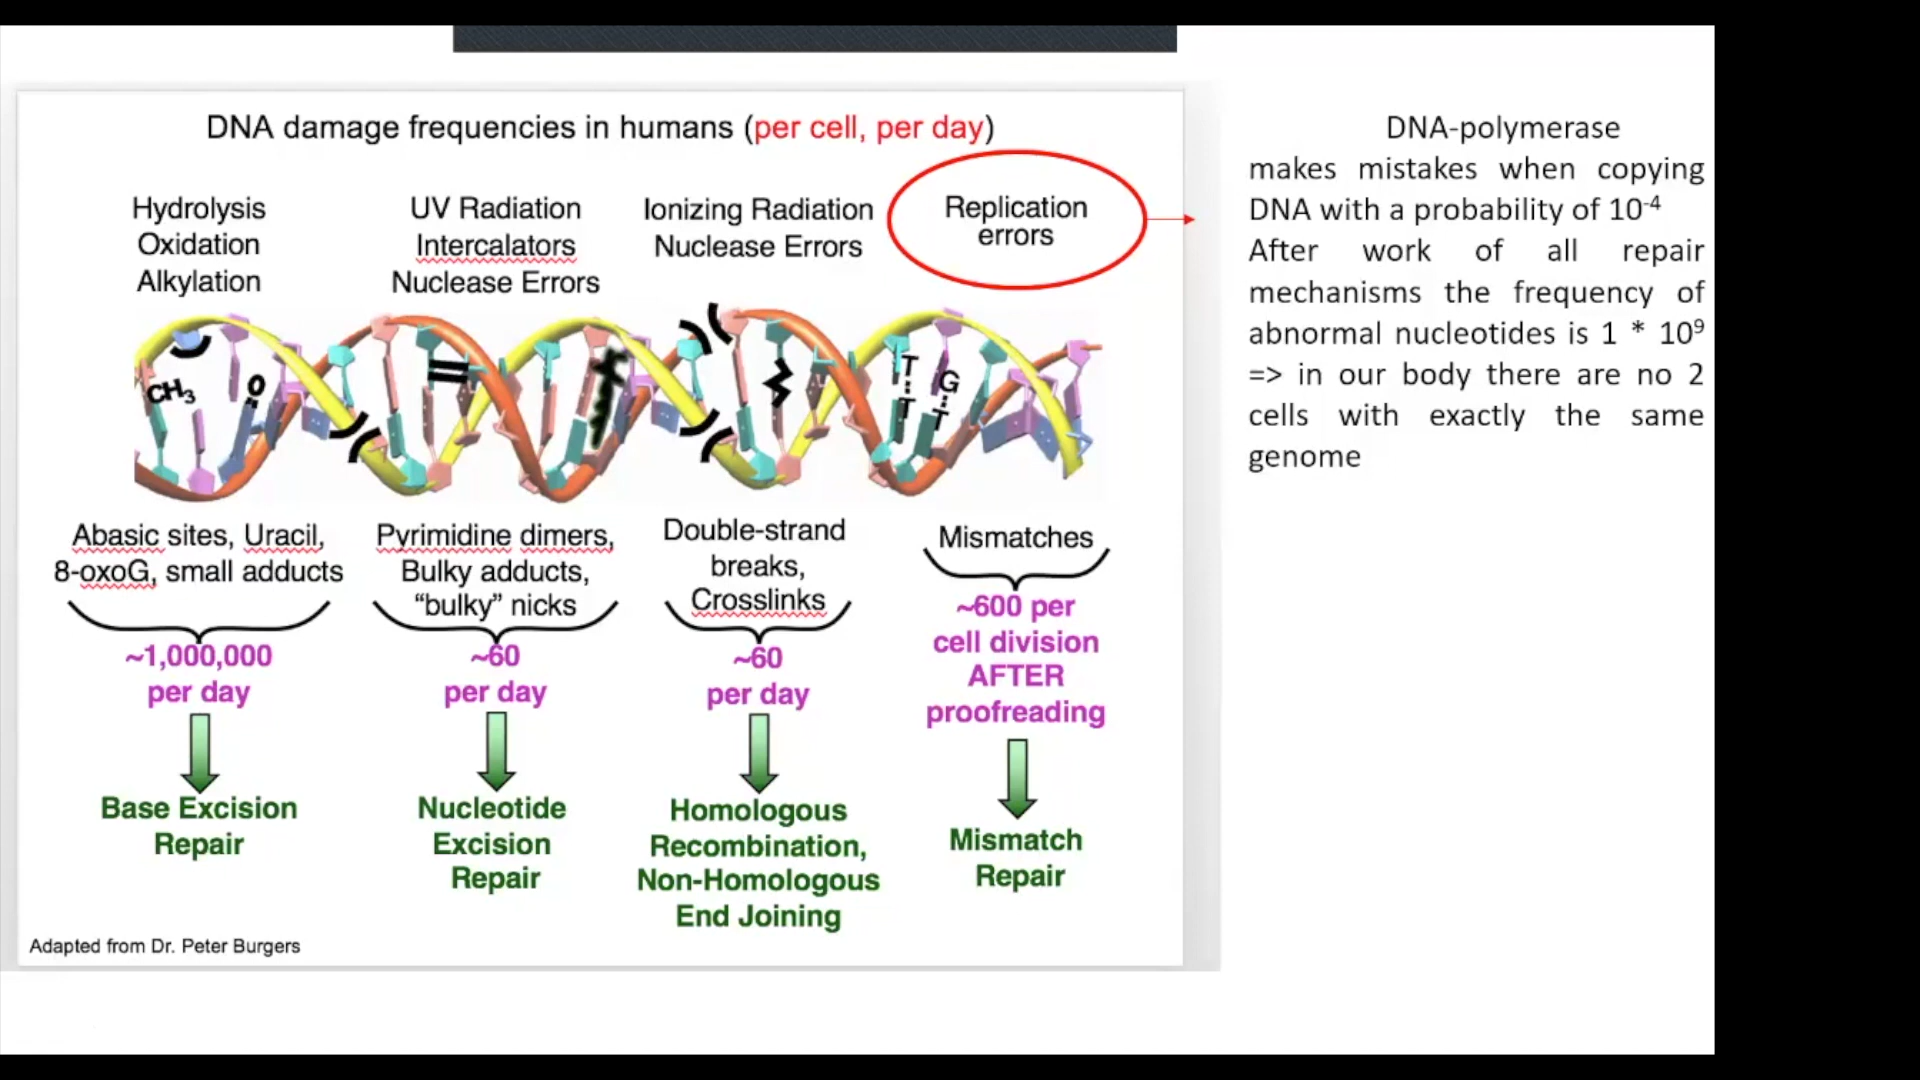 DNA damage frequencies in humans (per cell, per day)
Hydrolysis
Oxidation
Alkylation
UV Radiation
Intercalators
Nuclease Errors
Ionizing Radiation
Nuclease Errors
Replication
errors
CH₃
O
T
T
G
T
Abasic sites, Uracil,
8-oxoG, small adducts
~1,000,000
per day
Base Excision
Repair
Pyrimidine dimers,
Bulky adducts,
“bulky” nicks
~60
per day
Nucleotide
Excision
Repair
Double-strand
breaks,
Crosslinks
~60
per day
Homologous
Recombination,
Non-Homologous
End Joining
Mismatches
~600 per
cell division
AFTER
proofreading
Mismatch
Repair
Adapted from Dr. Peter Burgers
DNA-polymerase
makes mistakes when copying
DNA with a probability of 10⁻⁴
After work of all repair
mechanisms the frequency of
abnormal nucleotides is 1 * 10⁹
=> in our body there are no 2
cells with exactly the same
genome